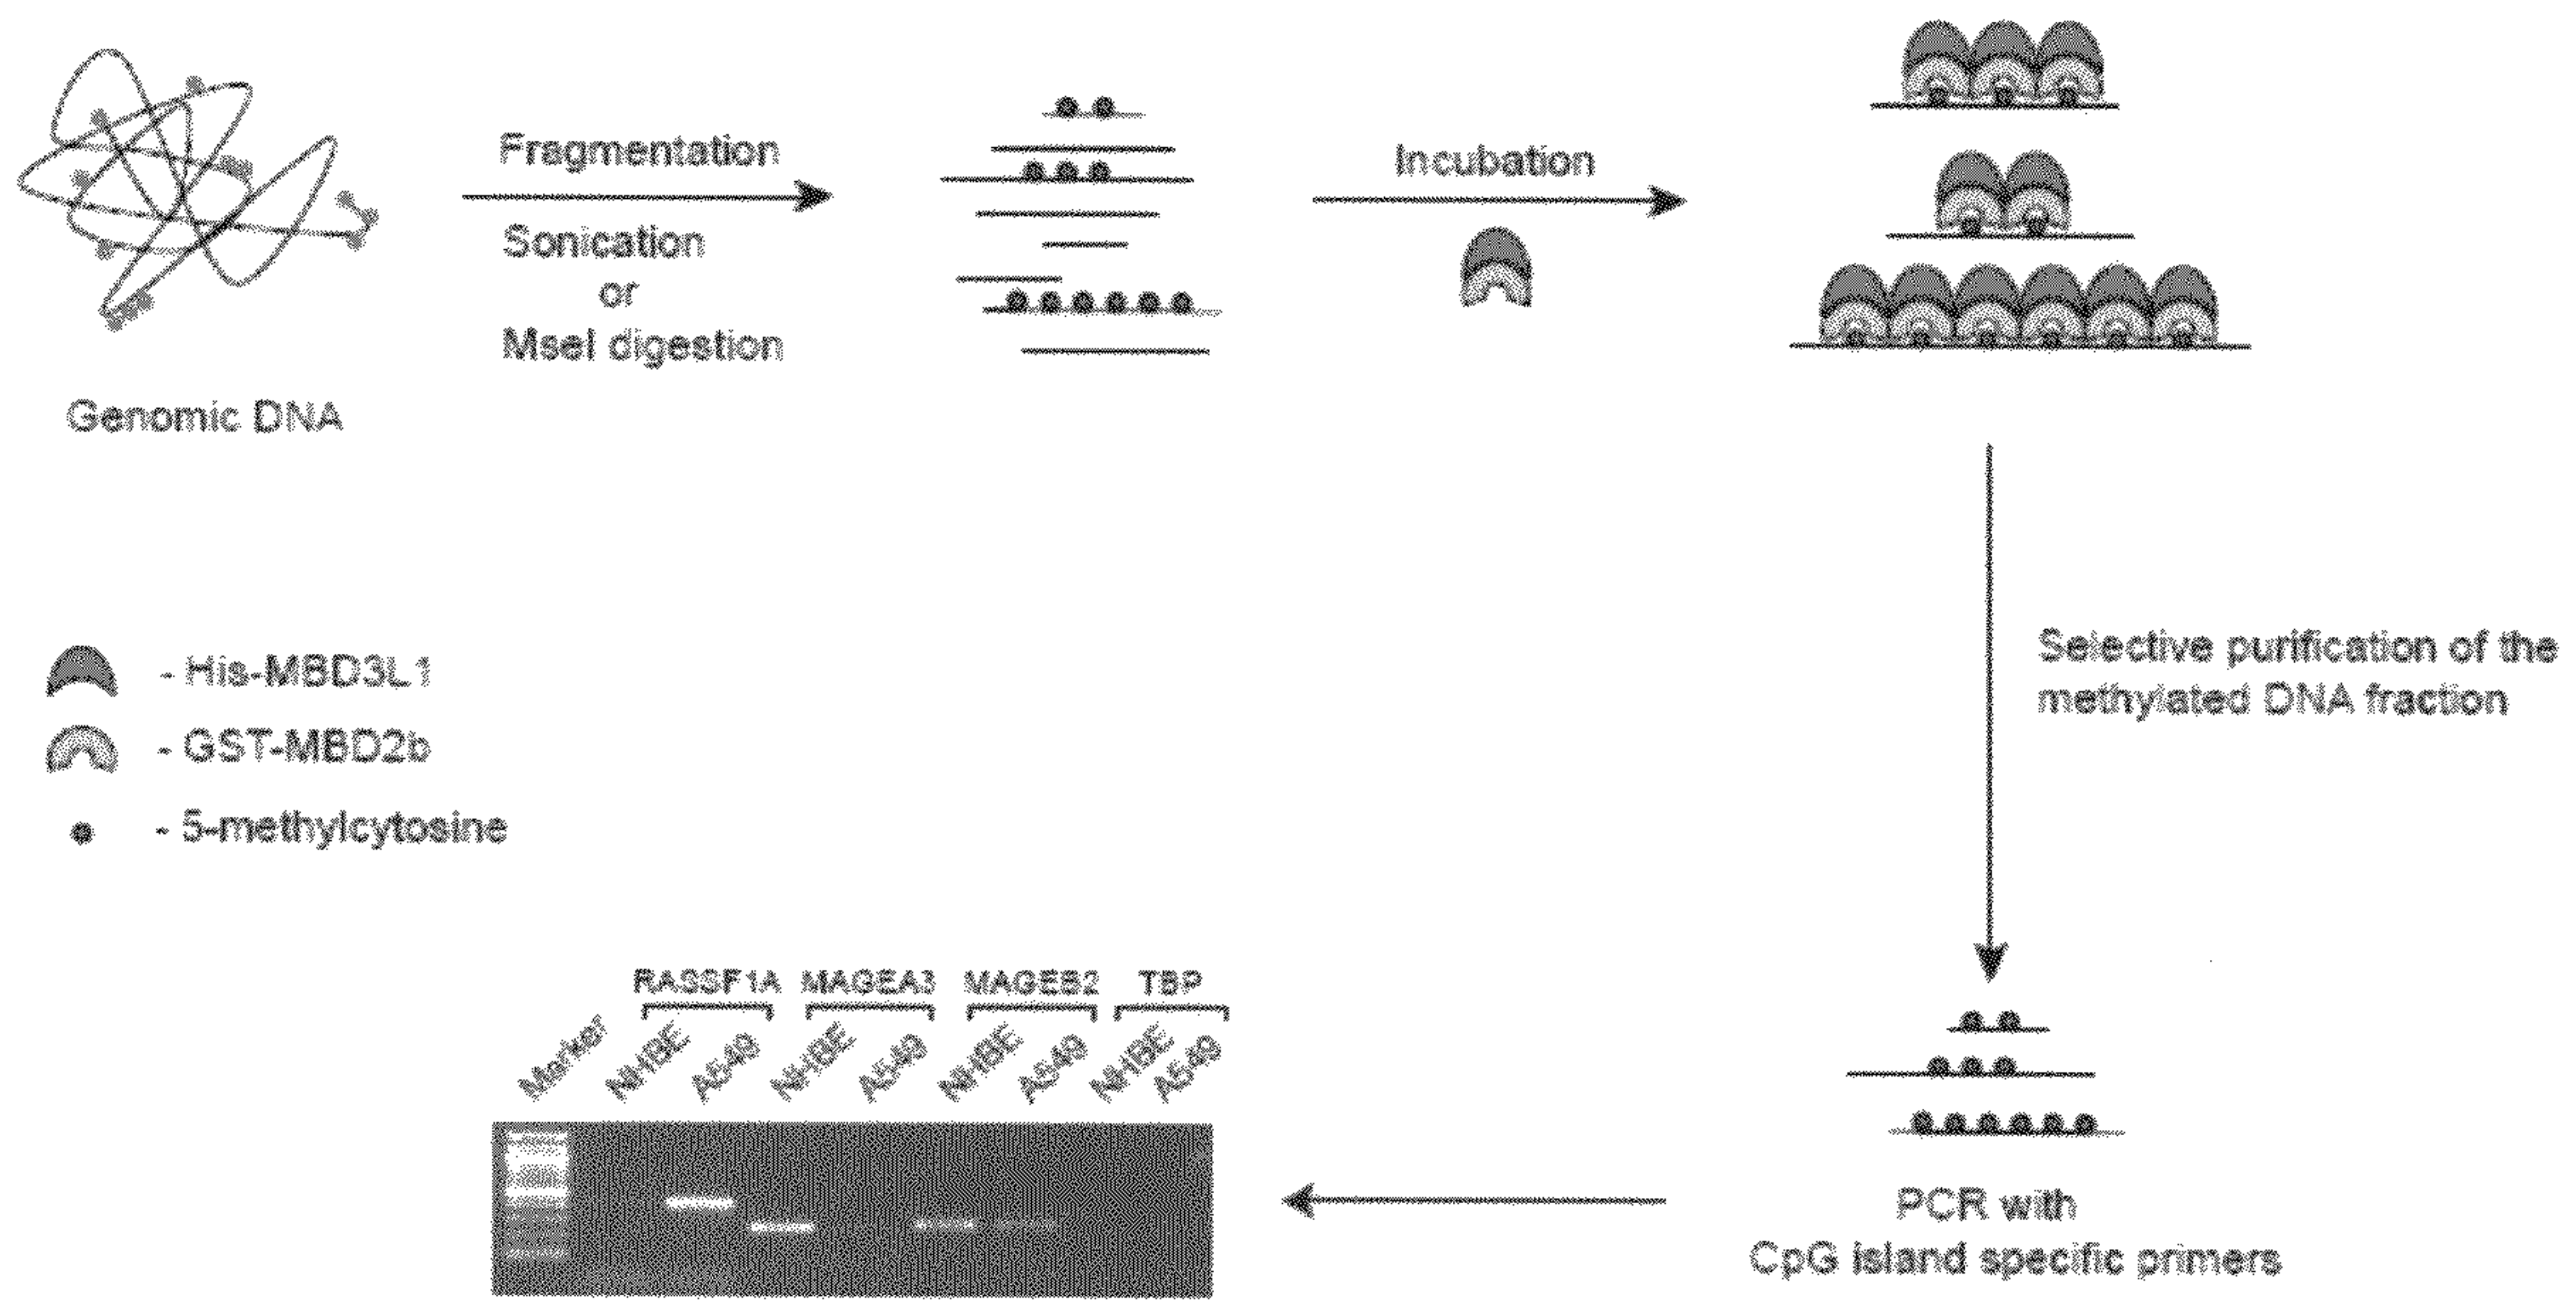 Fragmentation
Sonication
or
MseI digestion
Incubation
Genomic DNA
Selective purification of the
methylated DNA fraction
- His-MBD3L1
- GST-MBD2b
- 5-methylcytosine
RASSF1A MAGEA3 MAGEB2 TBP
Marker NHBE A549 NHBE A549 NHBE A549 NHBE A549
PCR with
CpG island specific primers